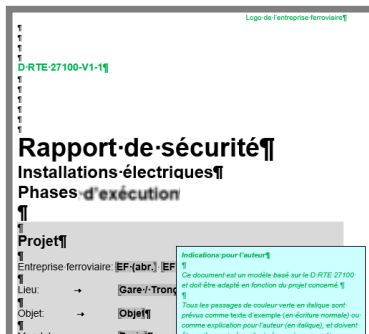 Logo·de·l'entreprise·ferroviaire¶
¶
¶
¶
¶
D·RTE·27100-V1-1¶
¶
¶
¶
¶
¶
¶
Rapport·de·sécurité¶
Installations·électriques¶
Phases·d'exécution
¶
¶
Projet¶
¶
Entreprise·ferroviaire: EF·(abr.) EF
¶
Lieu: → Gare·/·Tronç
¶
Objet: → Objet¶
¶
Indications·pour·l'auteur¶
¶
Ce·document·est·un·modèle·basé·sur·le·D·RTE·27100·
et·doit·être·adapté·en·fonction·du·projet·concerné.¶
¶
Tous·les·passages·de·couleur·verte·en·italique·sont·
prévus·comme·texte·d'exemple·(en·écriture·normale)·ou·
comme·explication·pour·l'auteur·(en·italique),·et·doivent·